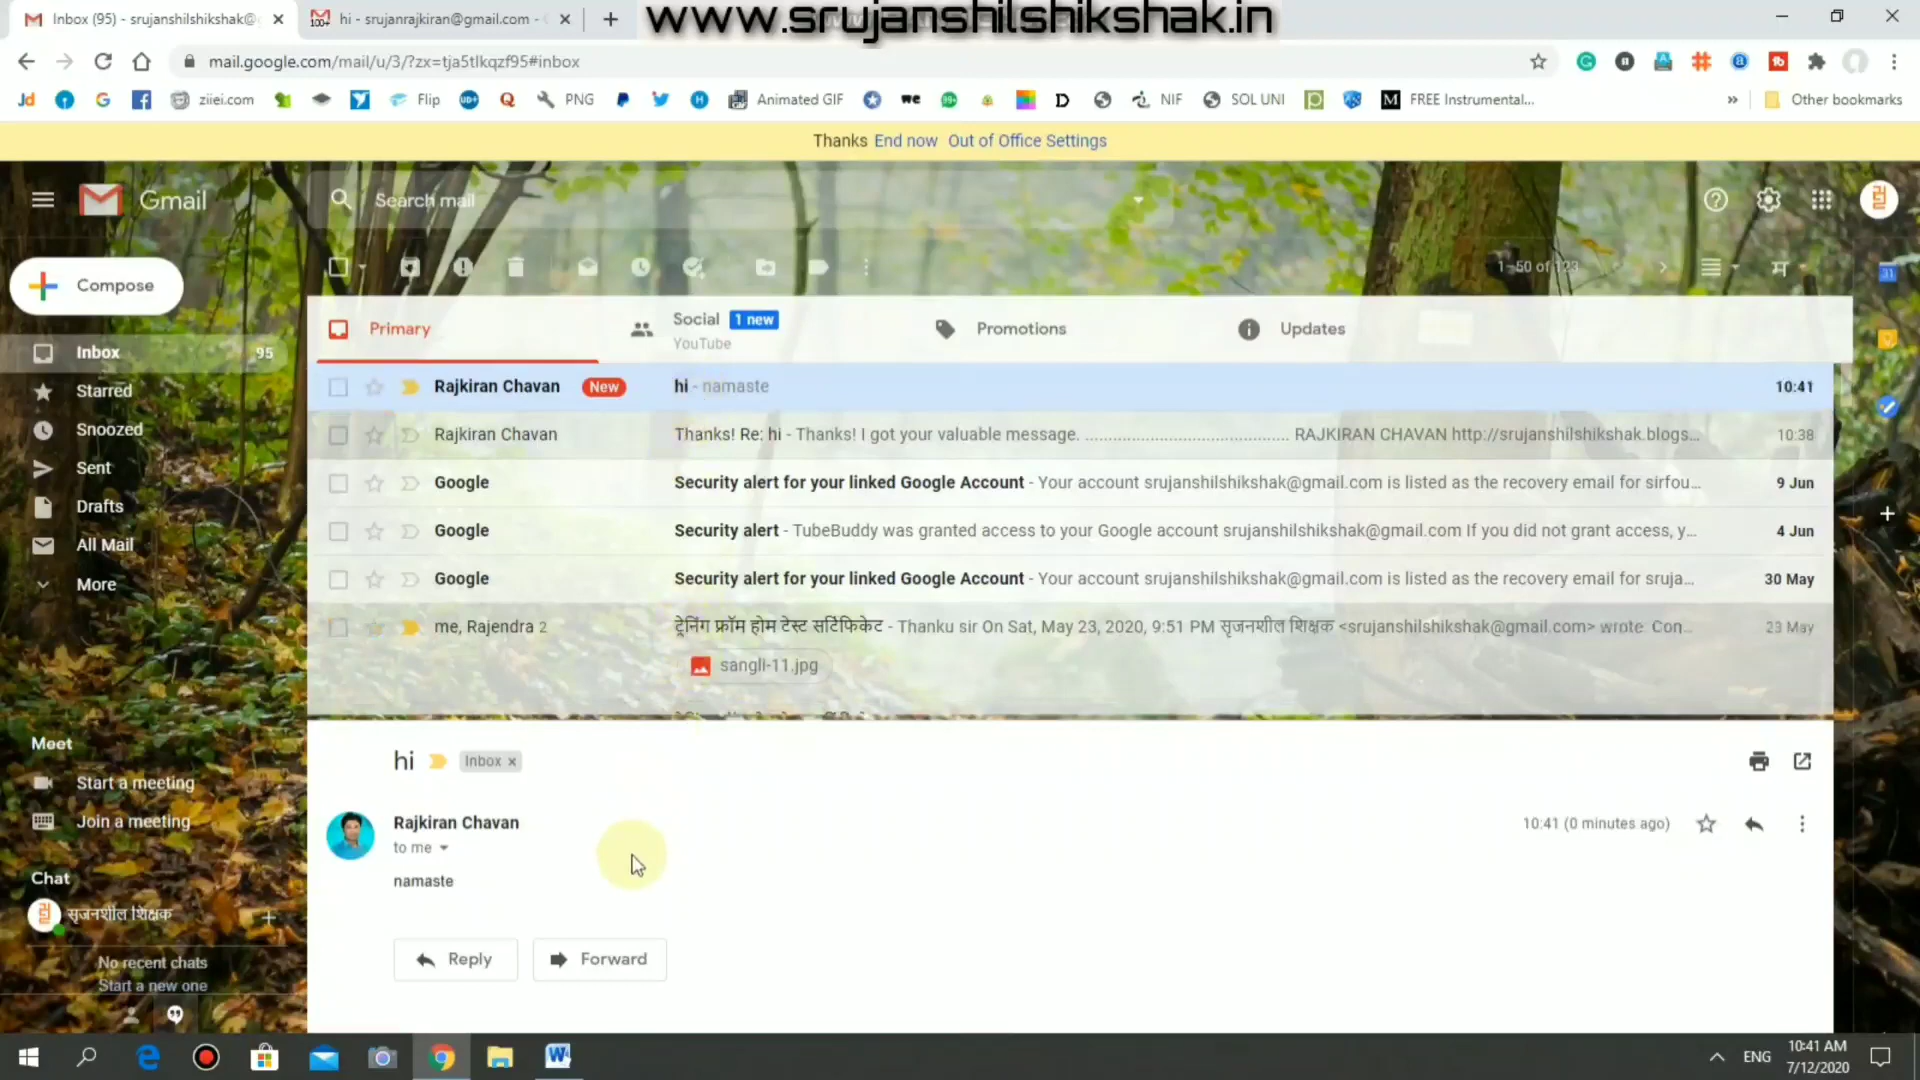 Inbox (95) - srujanshilshikshak@
hi - srujanrajkiran@gmail.com -
www.srujanshilshikshak.in
mail.google.com/mail/u/3/?zx=tja5tlkqzf95#inbox
Jd
ziiei.com
Flip
PNG
Animated GIF
NIF
SOL UNI
FREE Instrumental...
Other bookmarks
Thanks End now Out of Office Settings
Gmail
Search mail
Compose
1–50 of 123
Primary
Social 1 new
YouTube
Promotions
Updates
Inbox 95
Starred
Snoozed
Sent
Drafts
All Mail
More
Rajkiran Chavan New hi - namaste 10:41
Rajkiran Chavan Thanks! Re: hi - Thanks! I got your valuable message. ............................................. RAJKIRAN CHAVAN http://srujanshilshikshak.blogs... 10:38
Google Security alert for your linked Google Account - Your account srujanshilshikshak@gmail.com is listed as the recovery email for sirfou... 9 Jun
Google Security alert - TubeBuddy was granted access to your Google account srujanshilshikshak@gmail.com If you did not grant access, y... 4 Jun
Google Security alert for your linked Google Account - Your account srujanshilshikshak@gmail.com is listed as the recovery email for sruja... 30 May
me, Rajendra 2 ट्रेनिंग फ्रॉम होम टेस्ट सर्टिफिकेट - Thanku sir On Sat, May 23, 2020, 9:51 PM सृजनशील शिक्षक <srujanshilshikshak@gmail.com> wrote: Con... 23 May
sangli-11.jpg
Meet
Start a meeting
Join a meeting
Chat
सृजनशील शिक्षक
No recent chats
Start a new one
hi Inbox x
Rajkiran Chavan
10:41 (0 minutes ago)
to me
namaste
Reply
Forward
ENG
10:41 AM
7/12/2020